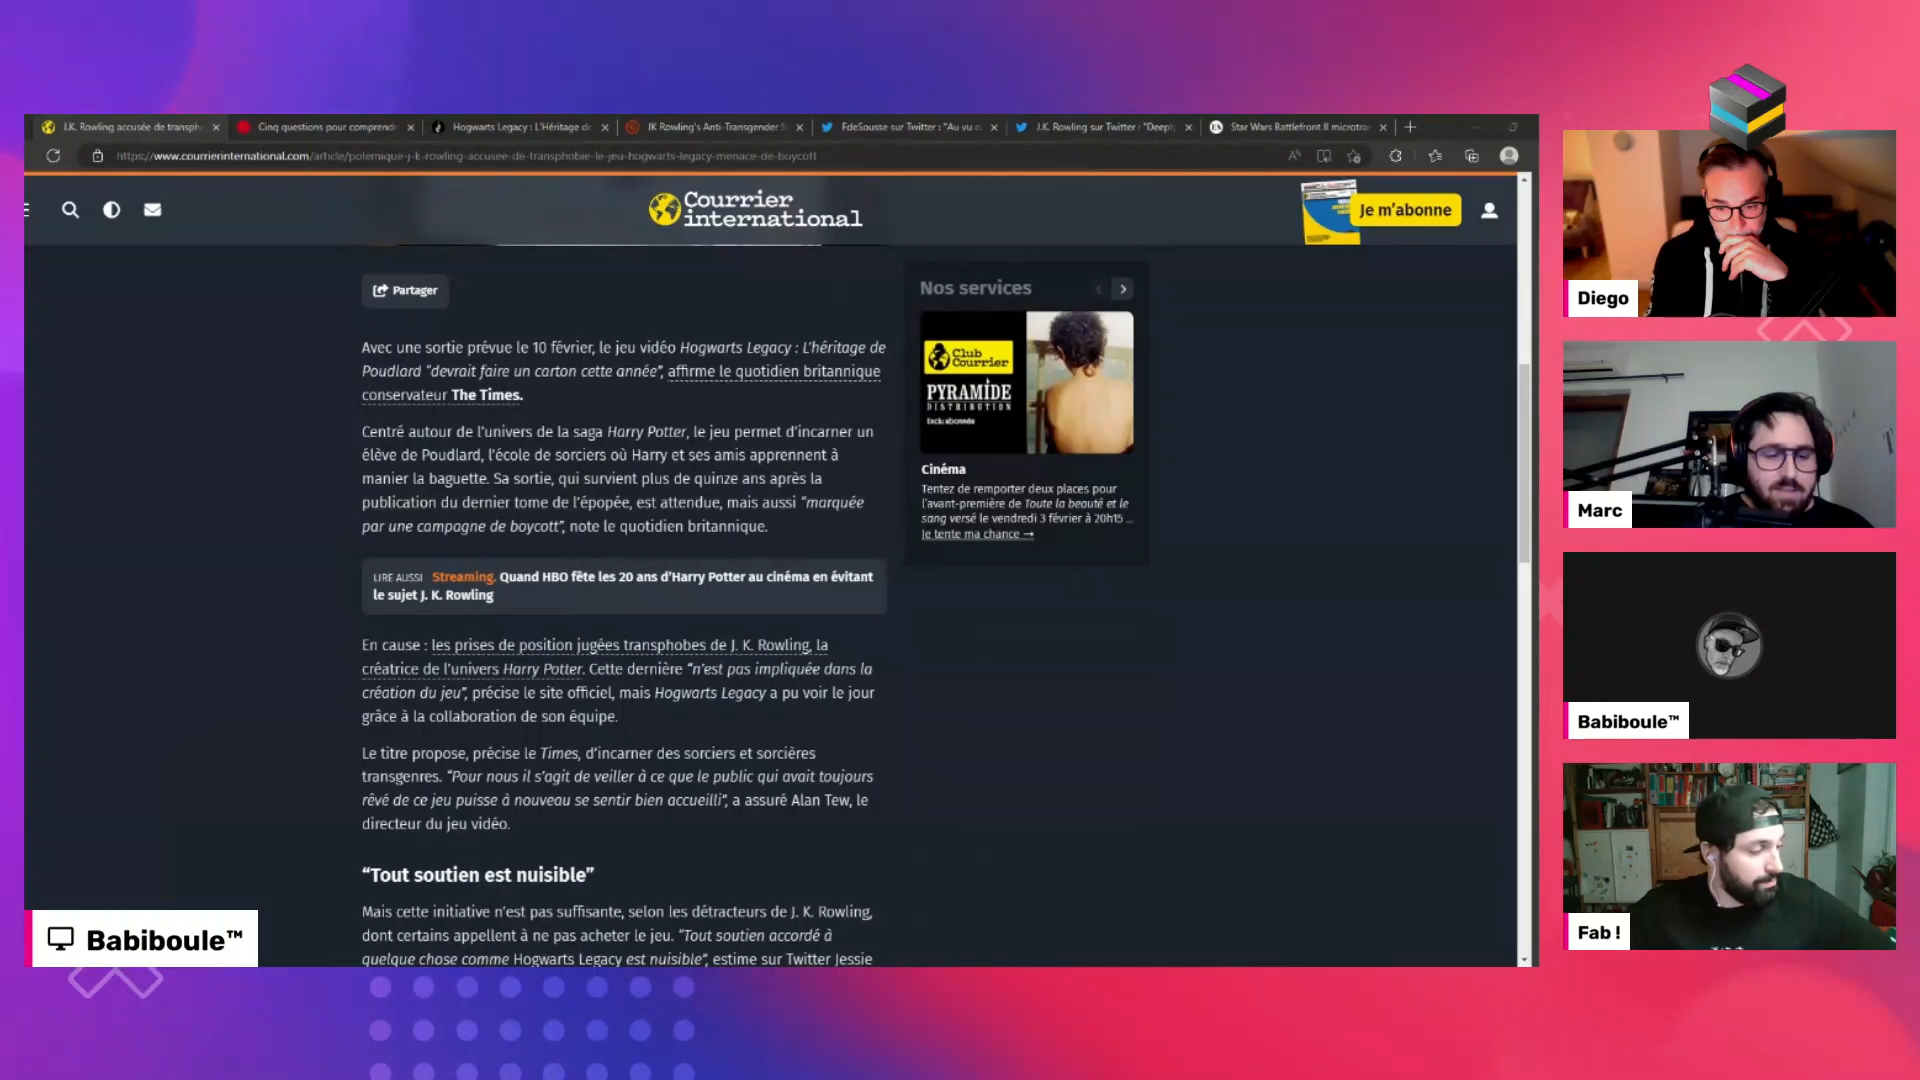 J.K. Rowling accusée de transph
Cinq questions pour comprend
Hogwarts Legacy : L'Héritage de
JK Rowling's Anti-Transgender S
FdeSousse sur Twitter : "Au vu
J.K. Rowling sur Twitter : "Deepl
Star Wars Battlefront II microtra
https://www.courrierinternational.com/article/polemique-j-k-rowling-accusee-de-transphobie-le-jeu-hogwarts-legacy-menace-de-boycott
Courrier
international
Je m'abonne
Partager
Avec une sortie prévue le 10 février, le jeu vidéo Hogwarts Legacy : L'héritage de
Poudlard “devrait faire un carton cette année”, affirme le quotidien britannique
conservateur The Times.
Centré autour de l'univers de la saga Harry Potter, le jeu permet d'incarner un
élève de Poudlard, l'école de sorciers où Harry et ses amis apprennent à
manier la baguette. Sa sortie, qui survient plus de quinze ans après la
publication du dernier tome de l'épopée, est attendue, mais aussi “marquée
par une campagne de boycott”, note le quotidien britannique.
LIRE AUSSI Streaming. Quand HBO fête les 20 ans d'Harry Potter au cinéma en évitant
le sujet J. K. Rowling
En cause : les prises de position jugées transphobes de J. K. Rowling, la
créatrice de l'univers Harry Potter. Cette dernière “n'est pas impliquée dans la
création du jeu”, précise le site officiel, mais Hogwarts Legacy a pu voir le jour
grâce à la collaboration de son équipe.
Le titre propose, précise le Times, d'incarner des sorciers et sorcières
transgenres. “Pour nous il s'agit de veiller à ce que le public qui avait toujours
rêvé de ce jeu puisse à nouveau se sentir bien accueilli”, a assuré Alan Tew, le
directeur du jeu vidéo.
“Tout soutien est nuisible”
Mais cette initiative n'est pas suffisante, selon les détracteurs de J. K. Rowling,
dont certains appellent à ne pas acheter le jeu. “Tout soutien accordé à
quelque chose comme Hogwarts Legacy est nuisible”, estime sur Twitter Jessie
Nos services
Club
Courrier
PYRAMIDE
DISTRIBUTION
Exclu abonnés
Cinéma
Tentez de remporter deux places pour
l'avant-première de Toute la beauté et le
sang versé le vendredi 3 février à 20h15 ...
Je tente ma chance →
Babiboule™
Diego
Marc
Babiboule™
Fab !